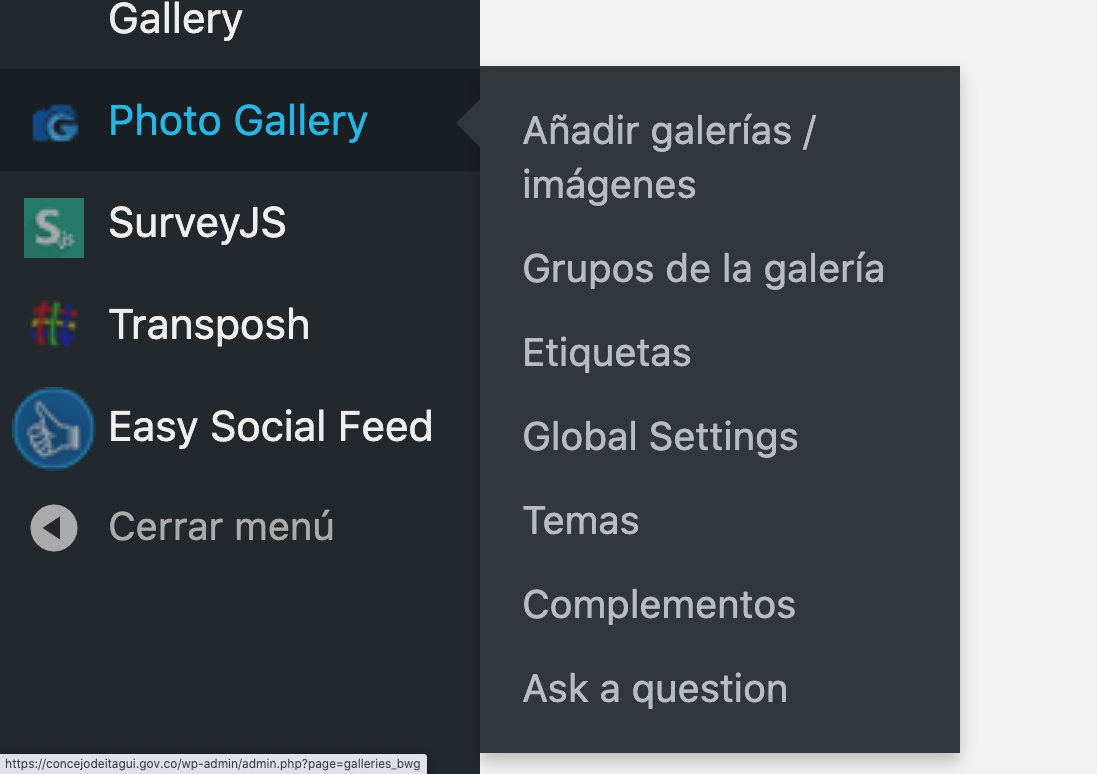 Gallery
Photo Gallery
SurveyJS
Transposh
Easy Social Feed
Cerrar menú
Añadir galerías /
imágenes
Grupos de la galería
Etiquetas
Global Settings
Temas
Complementos
Ask a question
G
Sjs
https://concejodeitagui.gov.co/wp-admin/admin.php?page=galleries_bwg